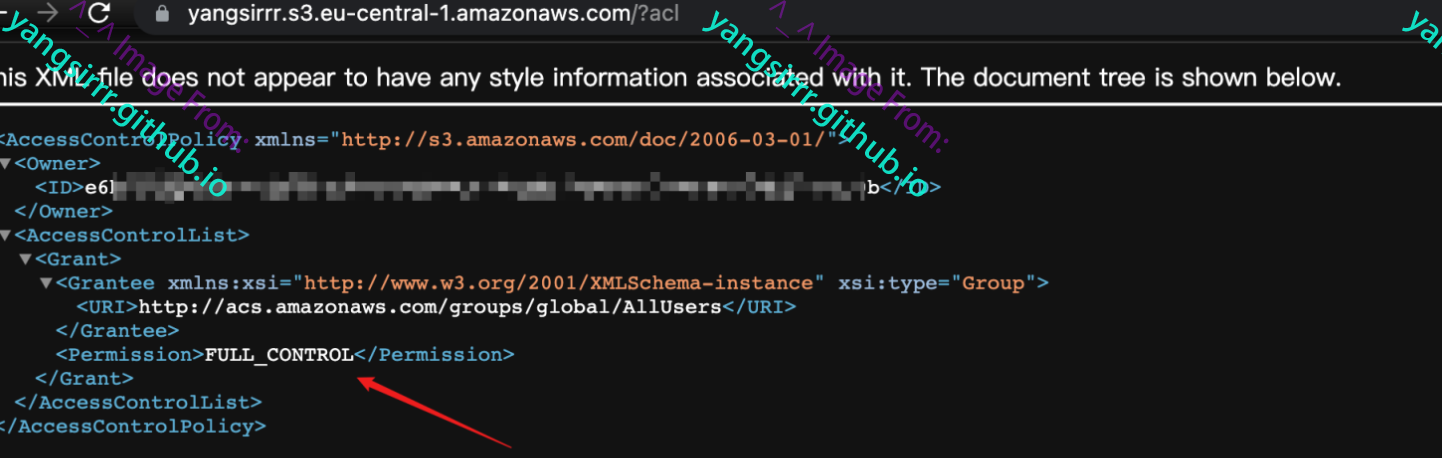 yangsirrr.s3.eu-central-1.amazonaws.com/?acl
his XML file does not appear to have any style information associated with it. The document tree is shown below.
<AccessControlPolicy xmlns="http://s3.amazonaws.com/doc/2006-03-01/">
▼<Owner>
<ID>e6 b</ID>
</Owner>
▼<AccessControlList>
▼<Grant>
▼<Grantee xmlns:xsi="http://www.w3.org/2001/XMLSchema-instance" xsi:type="Group">
<URI>http://acs.amazonaws.com/groups/global/AllUsers</URI>
</Grantee>
<Permission>FULL_CONTROL</Permission>
</Grant>
</AccessControlList>
</AccessControlPolicy>
^_^ Image From:
yangsirrr.github.io
^_^ Image From:
yangsirrr.github.io
ya